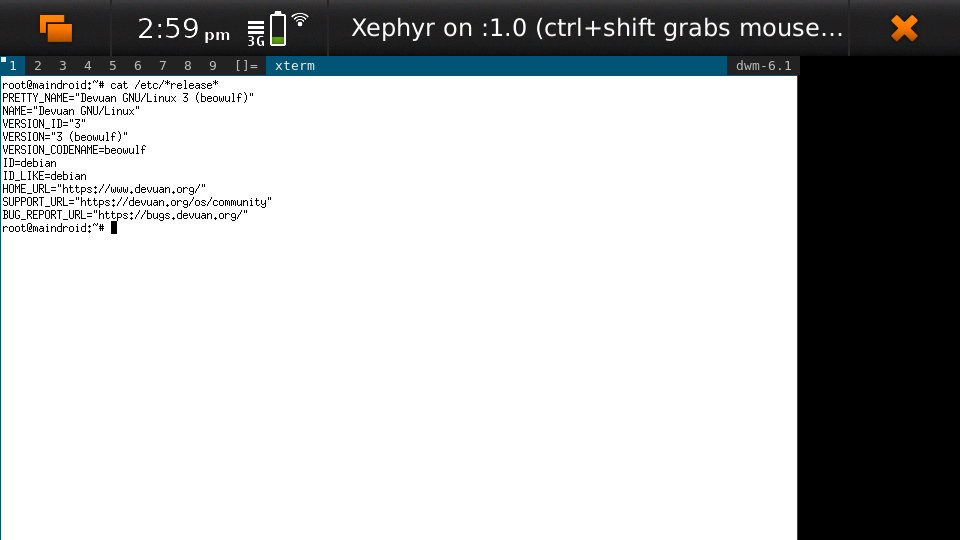 2:59 pm 3G Xephyr on :1.0 (ctrl+shift grabs mouse...
1 2 3 4 5 6 7 8 9 []= xterm dwm-6.1
root@maindroid:~# cat /etc/*release*
PRETTY_NAME="Devuan GNU/Linux 3 (beowulf)"
NAME="Devuan GNU/Linux"
VERSION_ID="3"
VERSION="3 (beowulf)"
VERSION_CODENAME=beowulf
ID=debian
ID_LIKE=debian
HOME_URL="https://www.devuan.org/"
SUPPORT_URL="https://devuan.org/os/community"
BUG_REPORT_URL="https://bugs.devuan.org/"
root@maindroid:~#